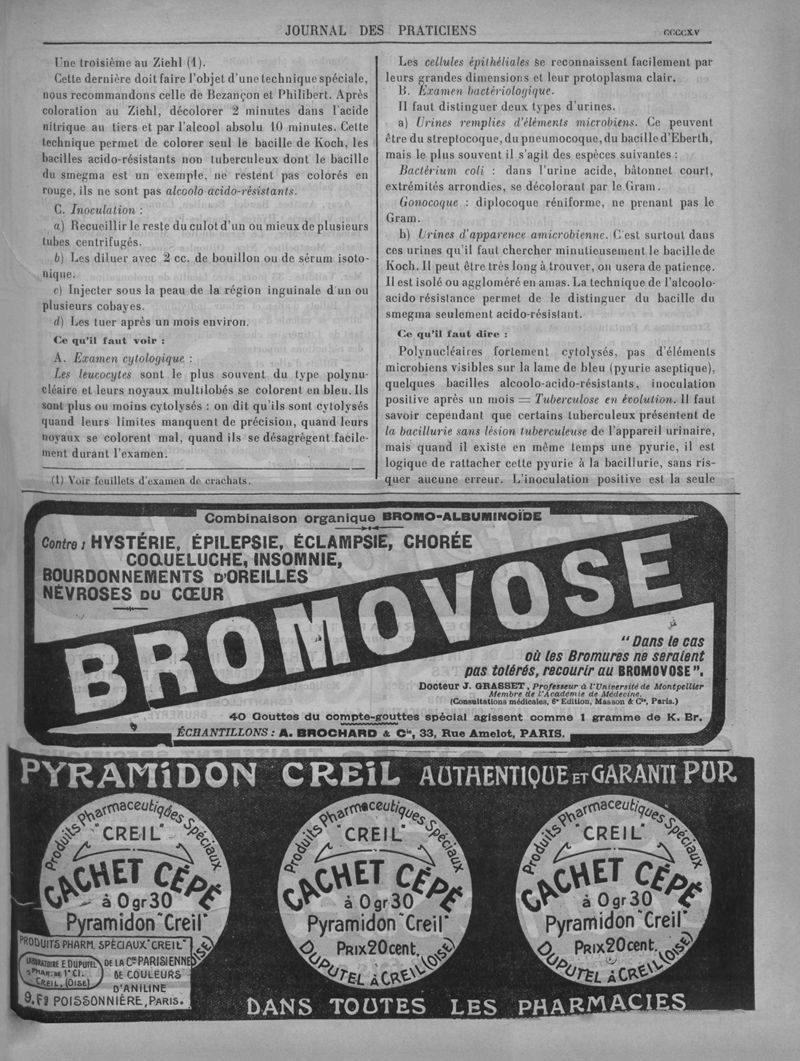 JOURNAL DES PRATICIENS
CCCCXV
Une troisième au Ziehl (1).
Cette dernière doit faire l'objet d'une technique spéciale,
nous recommandons celle de Bezançon et Philibert. Après
coloration au Ziehl, décolorer 2 minutes dans l'acide
nitrique au tiers et par l'alcool absolu 10 minutes. Cette
technique permet de colorer seul le bacille de Koch, les
bacilles acido-résistants non tuberculeux dont le bacille
du smegma est un exemple, ne restent pas colorés en
rouge, ils ne sont pas alcoolo acido-résistants.
C. Inoculation :
a) Recueillir le reste du culot d'un ou mieux de plusieurs
tubes centrifugés.
b) Les diluer avec 2 cc. de bouillon ou de sérum isoto-
nique.
c) Injecter sous la peau de la région inguinale d un ou
plusieurs cobayes.
d) Les tuer après un mois environ.
Ce qu'il faut voir :
A. Examen cytologique :
Les leucocytes sont le plus souvent du type polynu-
cléaire et leurs noyaux multilobés se colorent en bleu. Ils
sont plus ou moins cytolysés : on dit qu'ils sont cytolysés
quand leurs limites manquent de précision, quand leurs
noyaux se colorent mal, quand ils se désagrègent facile-
ment durant l'examen.
(1) Voir feuillets d'examen de crachats.
Les cellules épithéliales se reconnaissent facilement par
leurs grandes dimensions et leur protoplasma clair.
B. Examen bactériologique.
Il faut distinguer deux types d'urines.
a) Urines remplies d'éléments microbiens. Ce peuvent
être du streptocoque, du pneumocoque, du bacille d'Eberth,
mais le plus souvent il s'agit des espèces suivantes :
Bactérium coli : dans l'urine acide, bâtonnet court,
extrémités arrondies, se décolorant par le Gram.
Gonocoque : diplocoque réniforme, ne prenant pas le
Gram.
b) Urines d'apparence amicrobienne. C'est surtout dans
ces urines qu'il faut chercher minutieusement le bacille de
Koch. Il peut être très long à trouver, on usera de patience.
Il est isolé ou aggloméré en amas. La technique de l'alcoolo-
acido résistance permet de le distinguer du bacille du
smegma seulement acido-résistant.
Ce qu'il faut dire :
Polynucléaires fortement cytolysés, pas d'éléments
microbiens visibles sur la lame de bleu (pyurie aseptique),
quelques bacilles alcoolo-acido-résistants, inoculation
positive après un mois = Tuberculose en évolution. Il faut
savoir cependant que certains tuberculeux présentent de
la bacillurie sans lésion tuberculeuse de l'appareil urinaire,
mais quand il existe en même temps une pyurie, il est
logique de rattacher cette pyurie à la bacillurie, sans ris-
quer aucune erreur. L'inoculation positive est la seule
Combinaison organique BROMO-ALBUMINOÏDE
Contre : HYSTÉRIE, ÉPILEPSIE, ÉCLAMPSIE, CHORÉE
COQUELUCHE, INSOMNIE,
BOURDONNEMENTS D'OREILLES
NÉVROSES DU CŒUR
BROMOVOSE
"Dans le cas
où les Bromures ne seraient
pas tolérés, recourir au BROMOVOSE".
Docteur J. GRASSET, Professeur à l'Université de Montpellier
Membre de l'Académie de Médecine.
(Consultations médicales, 6e Edition, Masson & Cie, Paris.)
40 Gouttes du compte-gouttes spécial agissent comme 1 gramme de K. Br.
ÉCHANTILLONS : A. BROCHARD & Cie, 33, Rue Amelot, PARIS.
PYRAMiDON CREiL AUTHENTIQUE ET GARANTI PUR
Produits Pharmaceutiques Spéciaux
"CREIL"
CACHET CÉPÉ
à 0gr30
Pyramidon "Creil"
OISE)
PRODUITS PHARM. SPÉCIAUX "CREIL"
LABORATOIRE E. DUPUTEL
PHAR: DE 1e Cl.
CREIL, (OISE)
DE LA Cie PARISIENNE
DE COULEURS
D'ANILINE
9, Fg POISSONNIÈRE, PARIS.
Produits Pharmaceutiques Spéciaux
"CREIL"
CACHET CÉPÉ
à 0gr30
Pyramidon "Creil"
PRIX 20 cent.
DUPUTEL À CREIL (OISE)
Produits Pharmaceutiques Spéciaux
"CREIL"
CACHET CÉPÉ
à 0gr30
Pyramidon "Creil"
PRIX 20 cent.
DUPUTEL À CREIL (OISE)
DANS TOUTES LES PHARMACIES